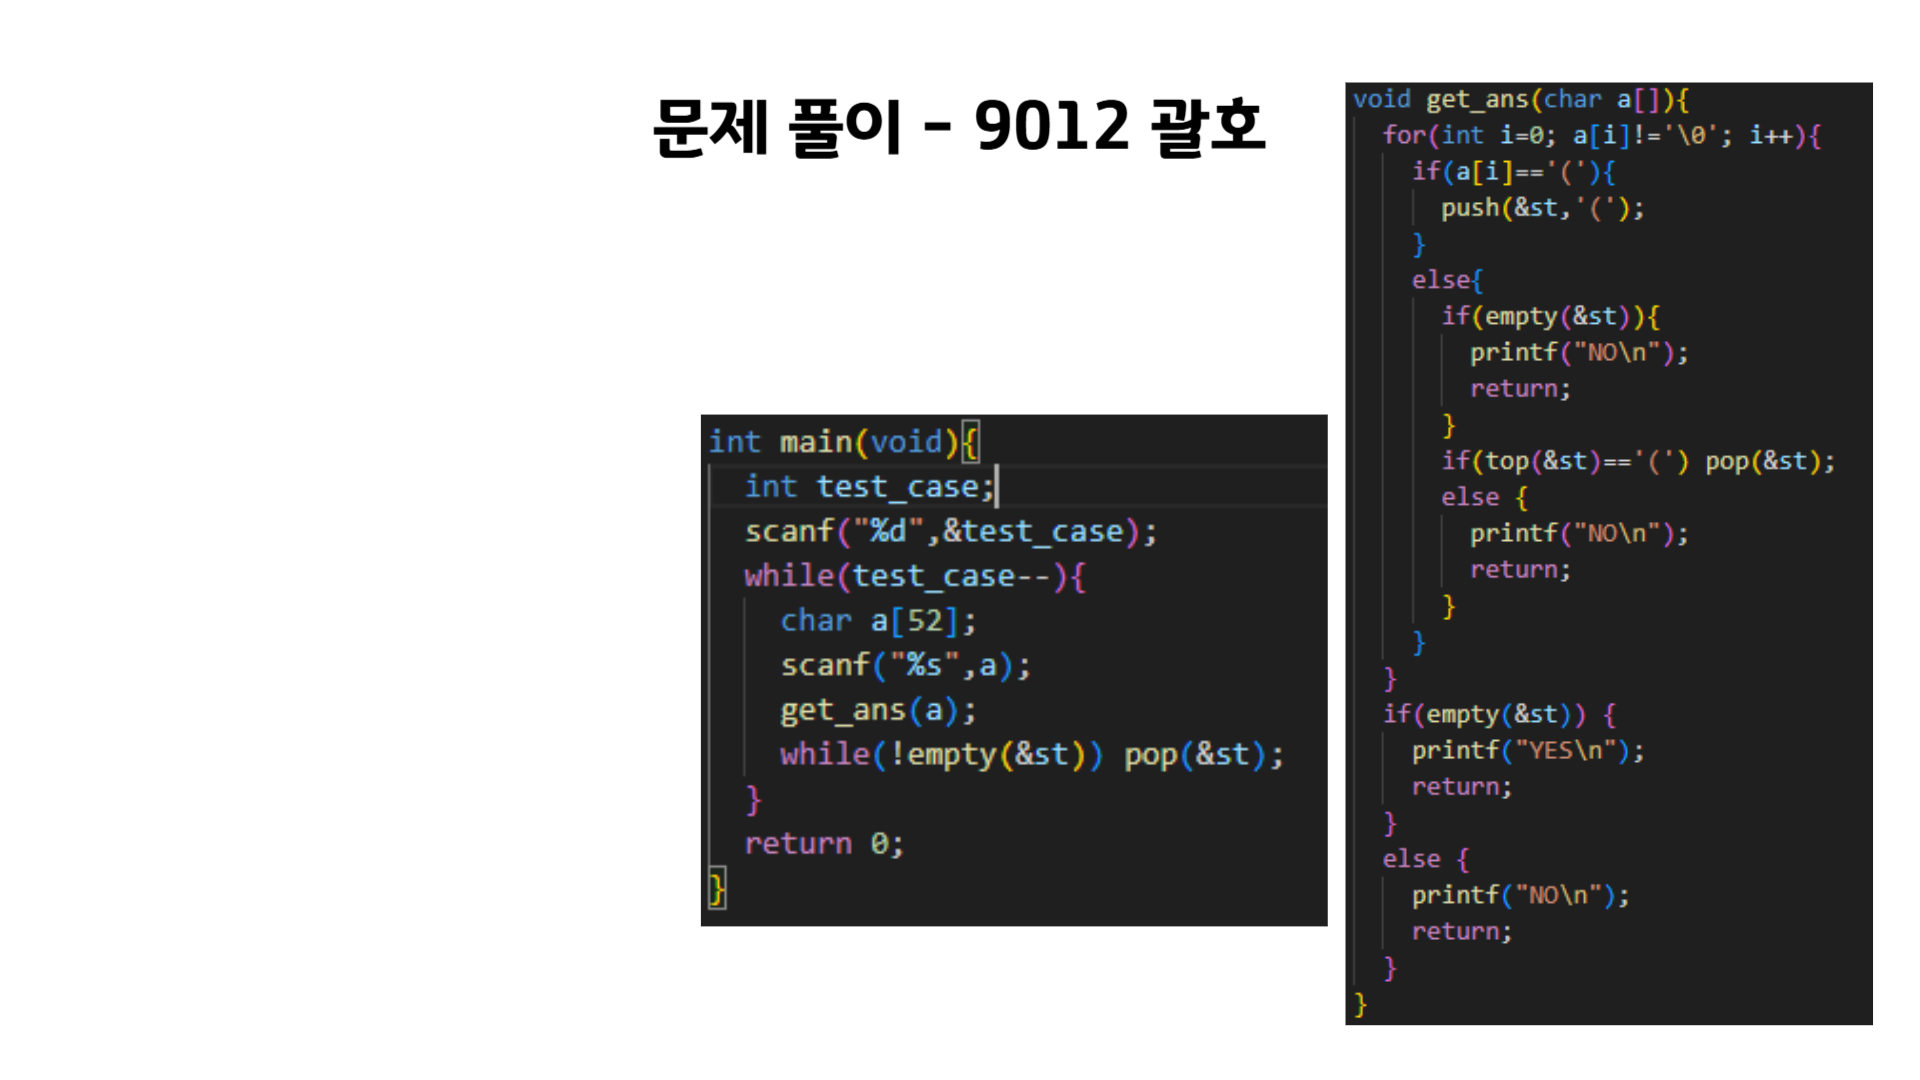 문제 풀이 - 9012 괄호
int main(void){
int test_case;
scanf("%d",&test_case);
while(test_case--){
char a[52];
scanf("%s",a);
get_ans(a);
while(!empty(&st)) pop(&st);
}
return 0;
}
void get_ans(char a[]){
for(int i=0; a[i]!='\0'; i++){
if(a[i]=='('){
push(&st,'(');
}
else{
if(empty(&st)){
printf("NO\n");
return;
}
if(top(&st)=='(') pop(&st);
else {
printf("NO\n");
return;
}
}
}
if(empty(&st)) {
printf("YES\n");
return;
}
else {
printf("NO\n");
return;
}
}